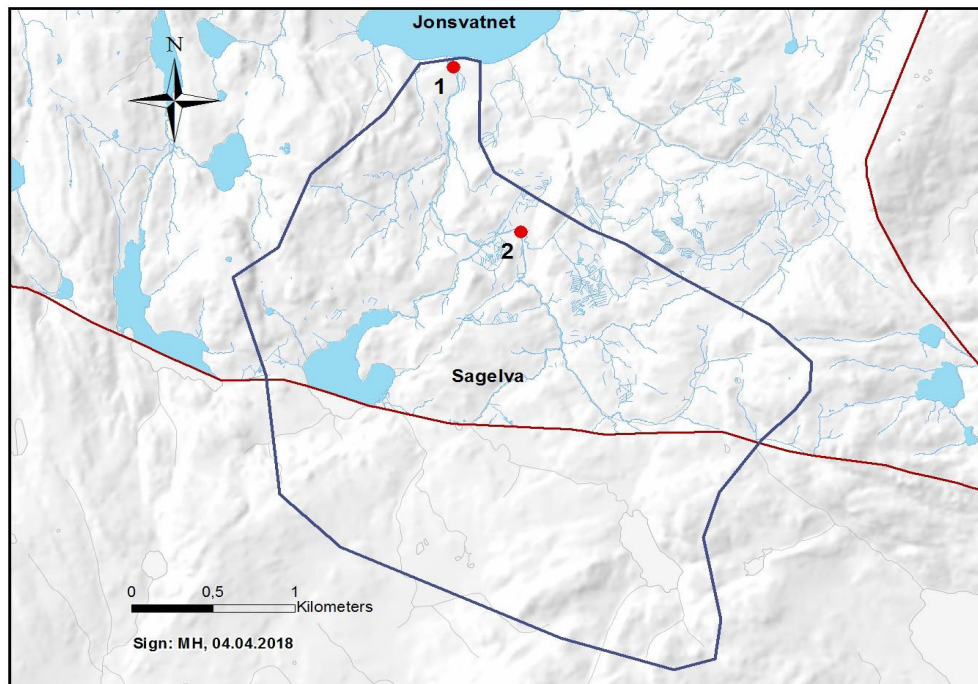 Jonsvatnet
N
1
2
Sagelva
0 0,5 1
Kilometers
Sign: MH, 04.04.2018